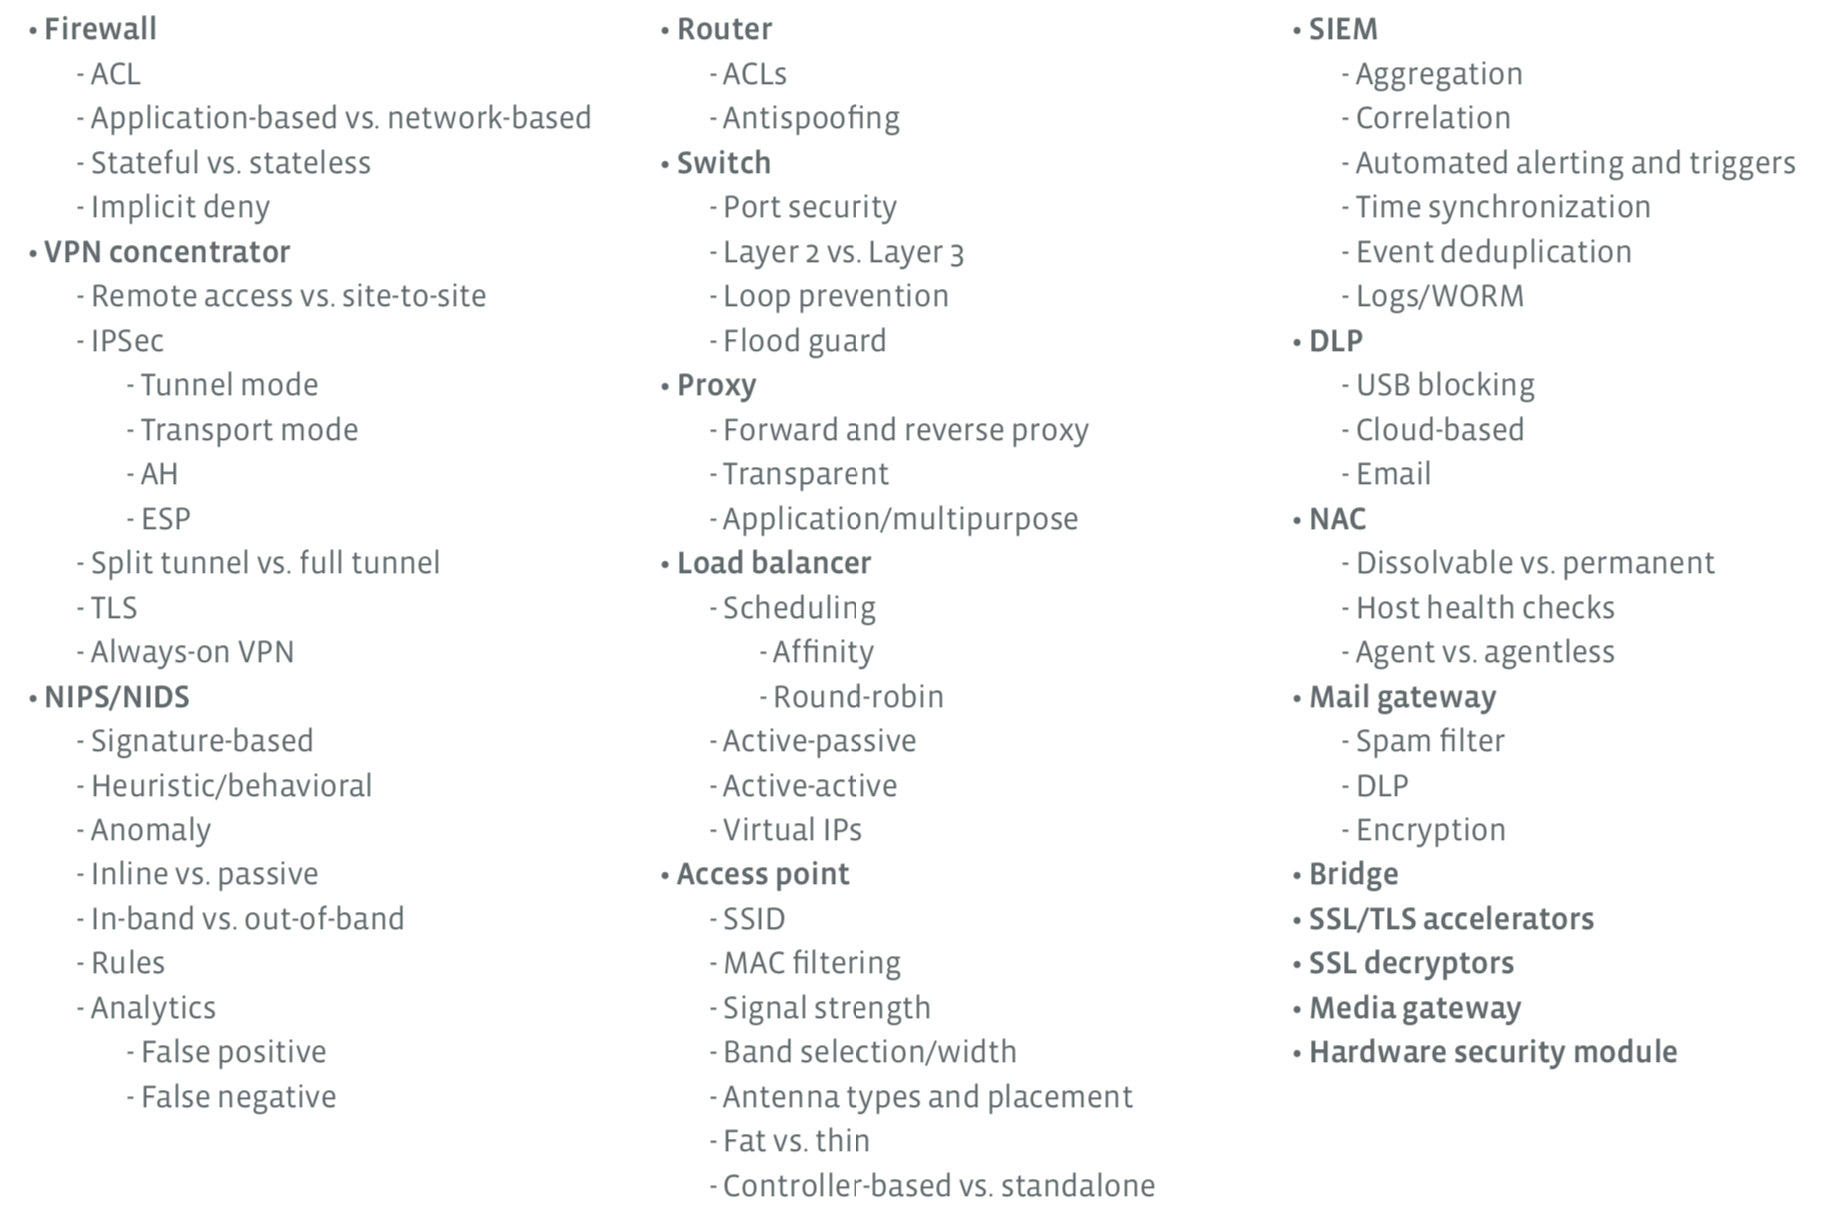 • Firewall
- ACL
- Application-based vs. network-based
- Stateful vs. stateless
- Implicit deny
• VPN concentrator
- Remote access vs. site-to-site
- IPSec
- Tunnel mode
- Transport mode
- AH
- ESP
- Split tunnel vs. full tunnel
- TLS
- Always-on VPN
• NIPS/NIDS
- Signature-based
- Heuristic/behavioral
- Anomaly
- Inline vs. passive
- In-band vs. out-of-band
- Rules
- Analytics
- False positive
- False negative
• Router
- ACLs
- Antispoofing
• Switch
- Port security
- Layer 2 vs. Layer 3
- Loop prevention
- Flood guard
• Proxy
- Forward and reverse proxy
- Transparent
- Application/multipurpose
• Load balancer
- Scheduling
- Affinity
- Round-robin
- Active-passive
- Active-active
- Virtual IPs
• Access point
- SSID
- MAC filtering
- Signal strength
- Band selection/width
- Antenna types and placement
- Fat vs. thin
- Controller-based vs. standalone
• SIEM
- Aggregation
- Correlation
- Automated alerting and triggers
- Time synchronization
- Event deduplication
- Logs/WORM
• DLP
- USB blocking
- Cloud-based
- Email
• NAC
- Dissolvable vs. permanent
- Host health checks
- Agent vs. agentless
• Mail gateway
- Spam filter
- DLP
- Encryption
• Bridge
• SSL/TLS accelerators
• SSL decryptors
• Media gateway
• Hardware security module